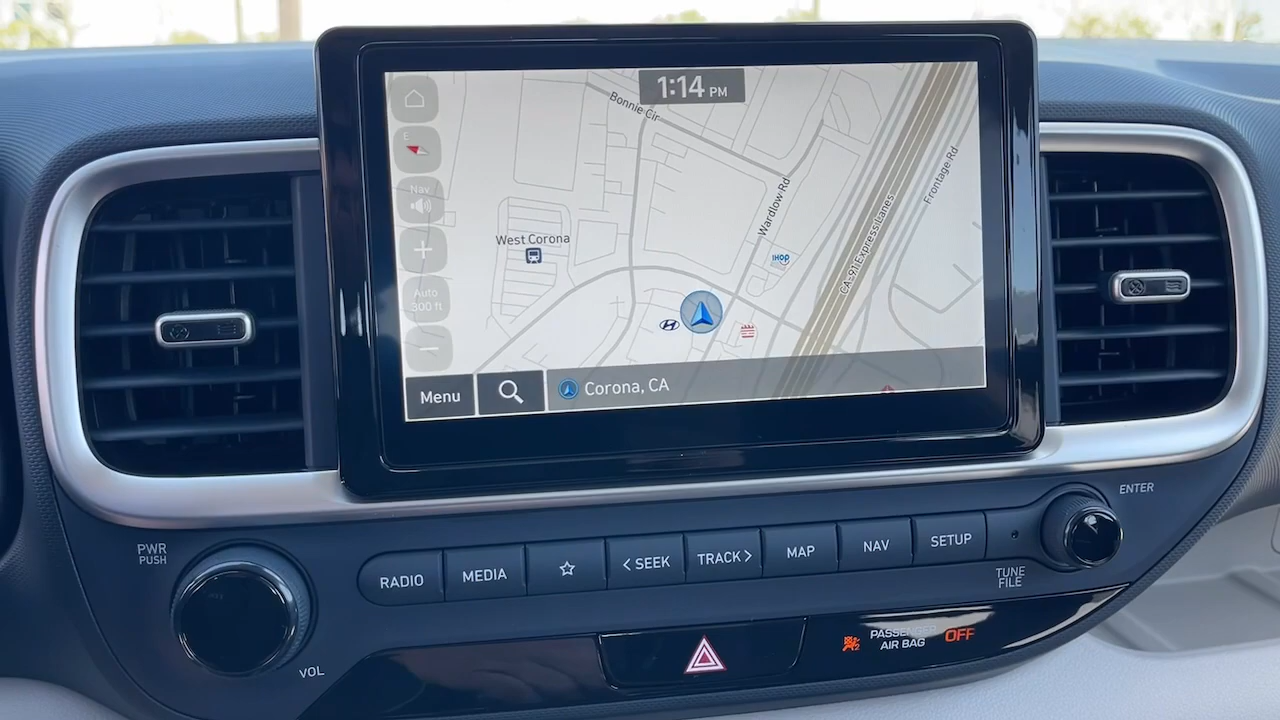 1:14 PM
Bonnie Cir
E
Nav
Wardlow Rd
Frontage Rd
West Corona
IHOP
CA-91 Express Lanes
Auto
300 ft
Menu
Corona, CA
PWR
PUSH
VOL
RADIO
MEDIA
< SEEK
TRACK >
MAP
NAV
SETUP
ENTER
TUNE
FILE
PASSENGER
AIR BAG
OFF